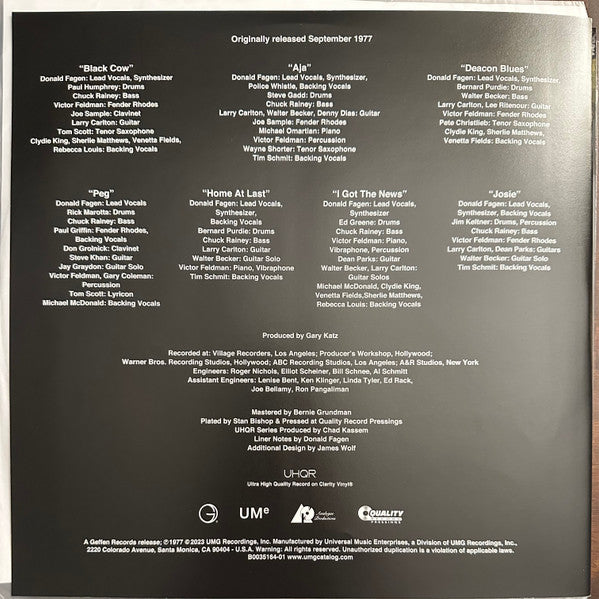 Originally released September 1977
"Black Cow"
Donald Fagen: Lead Vocals, Synthesizer
Paul Humphrey: Drums
Chuck Rainey: Bass
Victor Feldman: Fender Rhodes
Joe Sample: Clavinet
Larry Carlton: Guitar
Tom Scott: Tenor Saxophone
Clydie King, Sherlie Matthews, Venetta Fields,
Rebecca Louis: Backing Vocals
"Aja"
Donald Fagen: Lead Vocals, Synthesizer,
Police Whistle, Backing Vocals
Steve Gadd: Drums
Chuck Rainey: Bass
Larry Carlton, Walter Becker, Denny Dias: Guitar
Joe Sample: Fender Rhodes
Michael Omartian: Piano
Victor Feldman: Percussion
Wayne Shorter: Tenor Saxophone
Tim Schmit: Backing Vocals
"Deacon Blues"
Donald Fagen: Lead Vocals, Synthesizer
Bernard Purdie: Drums
Walter Becker: Bass
Larry Carlton, Lee Ritenour: Guitar
Victor Feldman: Fender Rhodes
Pete Christlieb: Tenor Saxophone
Clydie King, Sherlie Matthews,
Venetta Fields: Backing Vocals
"Peg"
Donald Fagen: Lead Vocals
Rick Marotta: Drums
Chuck Rainey: Bass
Paul Griffin: Fender Rhodes,
Backing Vocals
Don Grolnick: Clavinet
Steve Khan: Guitar
Jay Graydon: Guitar Solo
Victor Feldman, Gary Coleman:
Percussion
Tom Scott: Lyricon
Michael McDonald: Backing Vocals
"Home At Last"
Donald Fagen: Lead Vocals,
Synthesizer,
Backing Vocals
Bernard Purdie: Drums
Chuck Rainey: Bass
Larry Carlton: Guitar
Walter Becker: Guitar Solo
Victor Feldman: Piano, Vibraphone
Tim Schmit: Backing Vocals
"I Got The News"
Donald Fagen: Lead Vocals,
Synthesizer
Ed Greene: Drums
Chuck Rainey: Bass
Victor Feldman: Piano,
Vibraphone, Percussion
Dean Parks: Guitar
Walter Becker, Larry Carlton:
Guitar Solos
Michael McDonald, Clydie King,
Venetta Fields,Sherlie Matthews,
Rebecca Louis: Backing Vocals
"Josie"
Donald Fagen: Lead Vocals,
Synthesizer, Backing Vocals
Jim Keltner: Drums, Percussion
Chuck Rainey: Bass
Victor Feldman: Fender Rhodes
Larry Carlton, Dean Parks: Guitars
Walter Becker: Guitar Solo
Tim Schmit: Backing Vocals
Produced by Gary Katz
Recorded at: Village Recorders, Los Angeles; Producer's Workshop, Hollywood;
Warner Bros. Recording Studios, Hollywood; ABC Recording Studios, Los Angeles; A&R Studios, New York
Engineers: Roger Nichols, Elliot Scheiner, Bill Schnee, Al Schmitt
Assistant Engineers: Lenise Bent, Ken Klinger, Linda Tyler, Ed Rack,
Joe Bellamy, Ron Pangaliman
Mastered by Bernie Grundman
Plated by Stan Bishop & Pressed at Quality Record Pressings
UHQR Series Produced by Chad Kassem
Liner Notes by Donald Fagen
Additional Design by James Wolf
UHQR
Ultra High Quality Record on Clarity Vinyl®
G
UMe
AP Analogue Productions
QUALITY RECORD PRESSINGS
A Geffen Records release; ℗ 1977 © 2023 UMG Recordings, Inc. Manufactured by Universal Music Enterprises, a Division of UMG Recordings, Inc.,
2220 Colorado Avenue, Santa Monica, CA 90404 - U.S.A. Warning: All rights reserved. Unauthorized duplication is a violation of applicable laws.
B0035164-01 www.umgcatalog.com